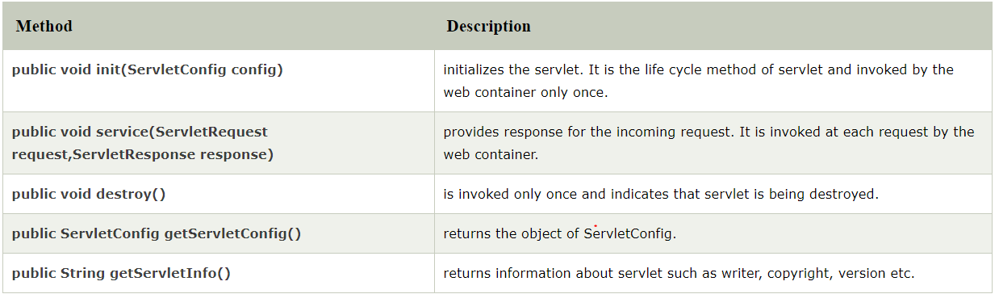 Method Description
public void init(ServletConfig config) initializes the servlet. It is the life cycle method of servlet and invoked by the
web container only once.
public void service(ServletRequest provides response for the incoming request. It is invoked at each request by the
request,ServletResponse response) web container.
public void destroy() is invoked only once and indicates that servlet is being destroyed.
public ServletConfig getServletConfig() returns the object of ServletConfig.
public String getServletInfo() returns information about servlet such as writer, copyright, version etc.